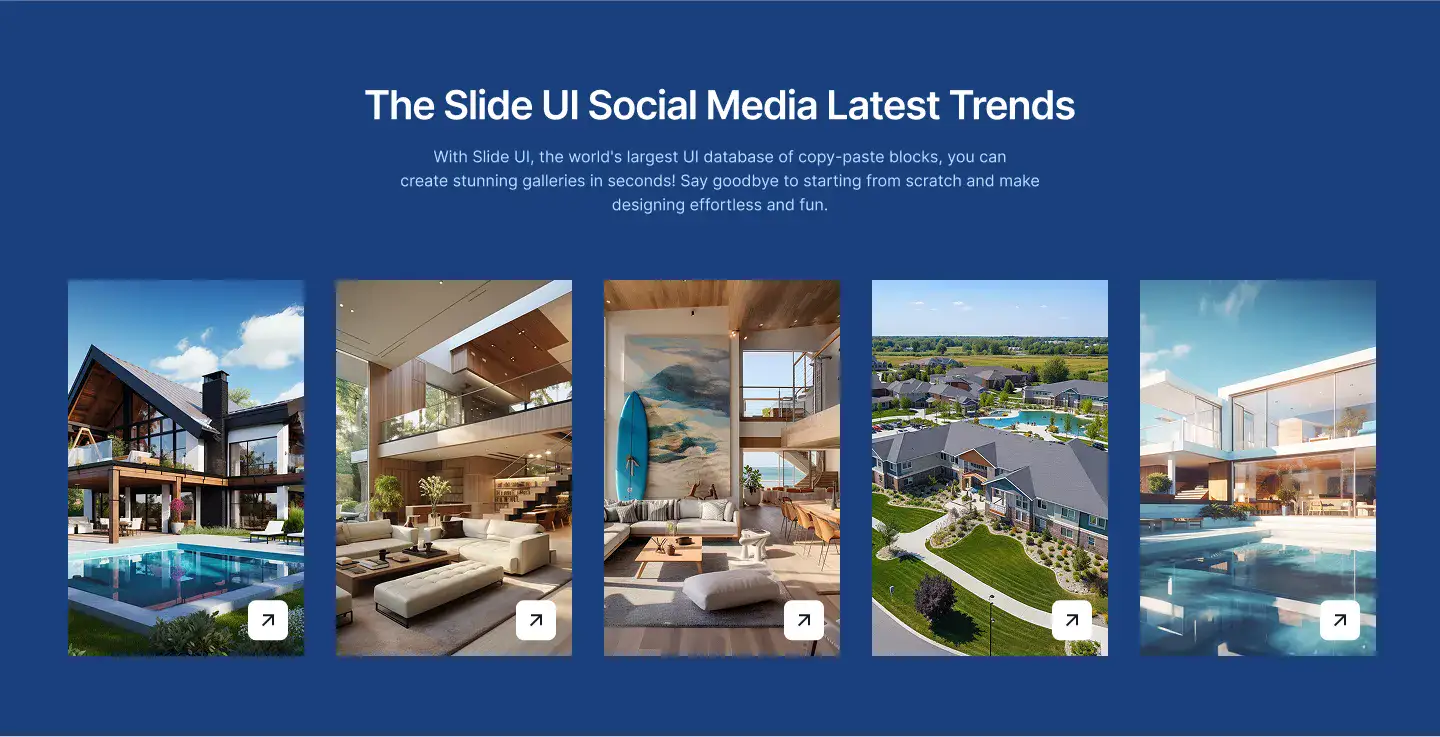 The Slide UI Social Media Latest Trends
With Slide UI, the world's largest UI database of copy-paste blocks, you can
create stunning galleries in seconds! Say goodbye to starting from scratch and make
designing effortless and fun.